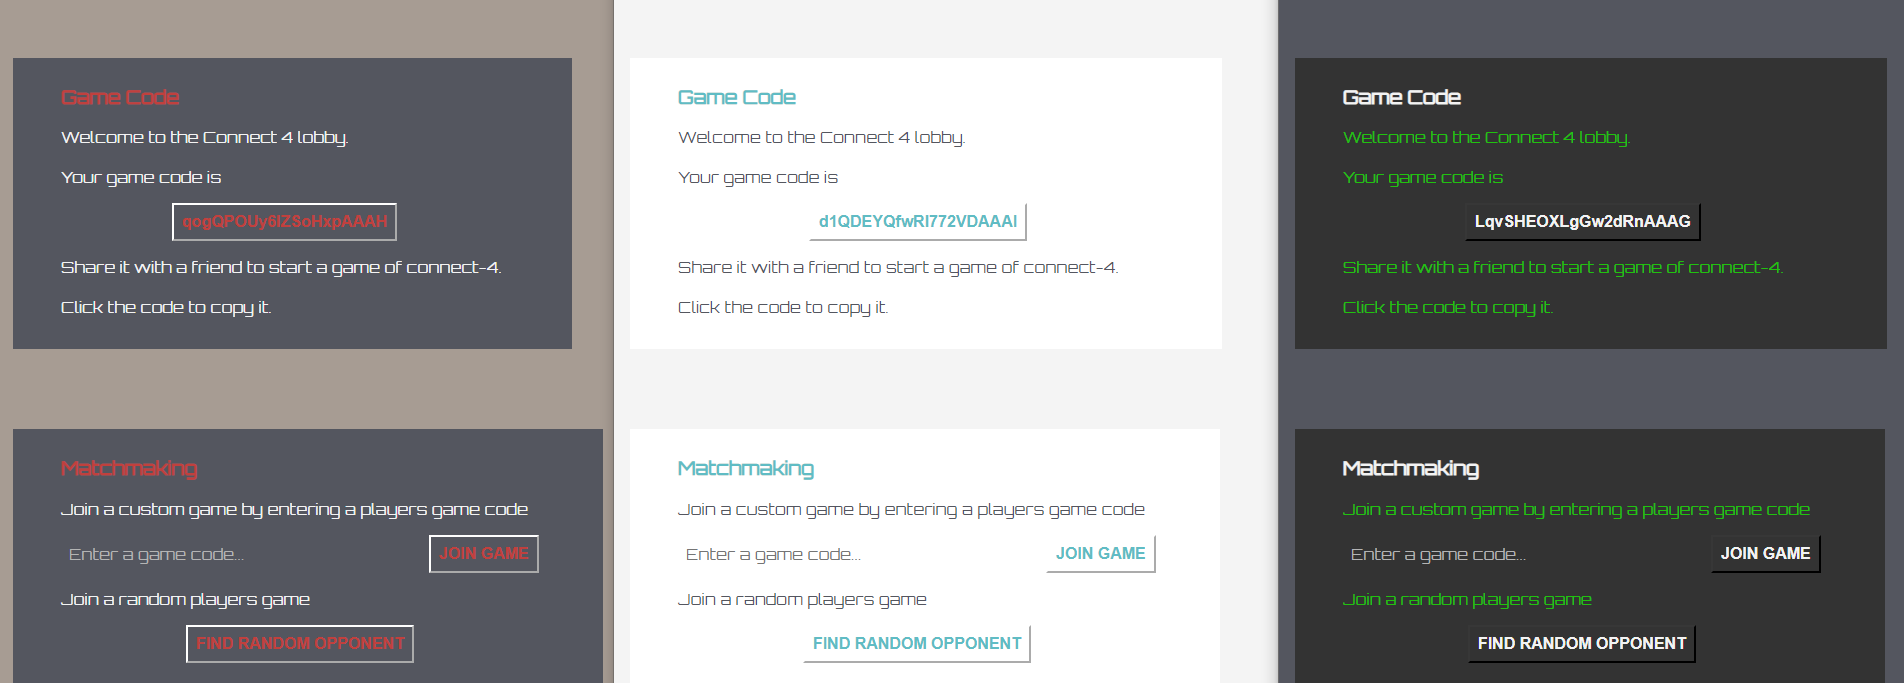 Game Code
Welcome to the Connect 4 lobby.
Your game code is
qogQPOUy6IZSoHxpAAAH
Share it with a friend to start a game of connect-4.
Click the code to copy it.
Matchmaking
Join a custom game by entering a players game code
Enter a game code...
JOIN GAME
Join a random players game
FIND RANDOM OPPONENT
Game Code
Welcome to the Connect 4 lobby.
Your game code is
d1QDEYQfwRI772VDAAAI
Share it with a friend to start a game of connect-4.
Click the code to copy it.
Matchmaking
Join a custom game by entering a players game code
Enter a game code...
JOIN GAME
Join a random players game
FIND RANDOM OPPONENT
Game Code
Welcome to the Connect 4 lobby.
Your game code is
LqvSHEOXLgGw2dRnAAAG
Share it with a friend to start a game of connect-4.
Click the code to copy it.
Matchmaking
Join a custom game by entering a players game code
Enter a game code...
JOIN GAME
Join a random players game
FIND RANDOM OPPONENT